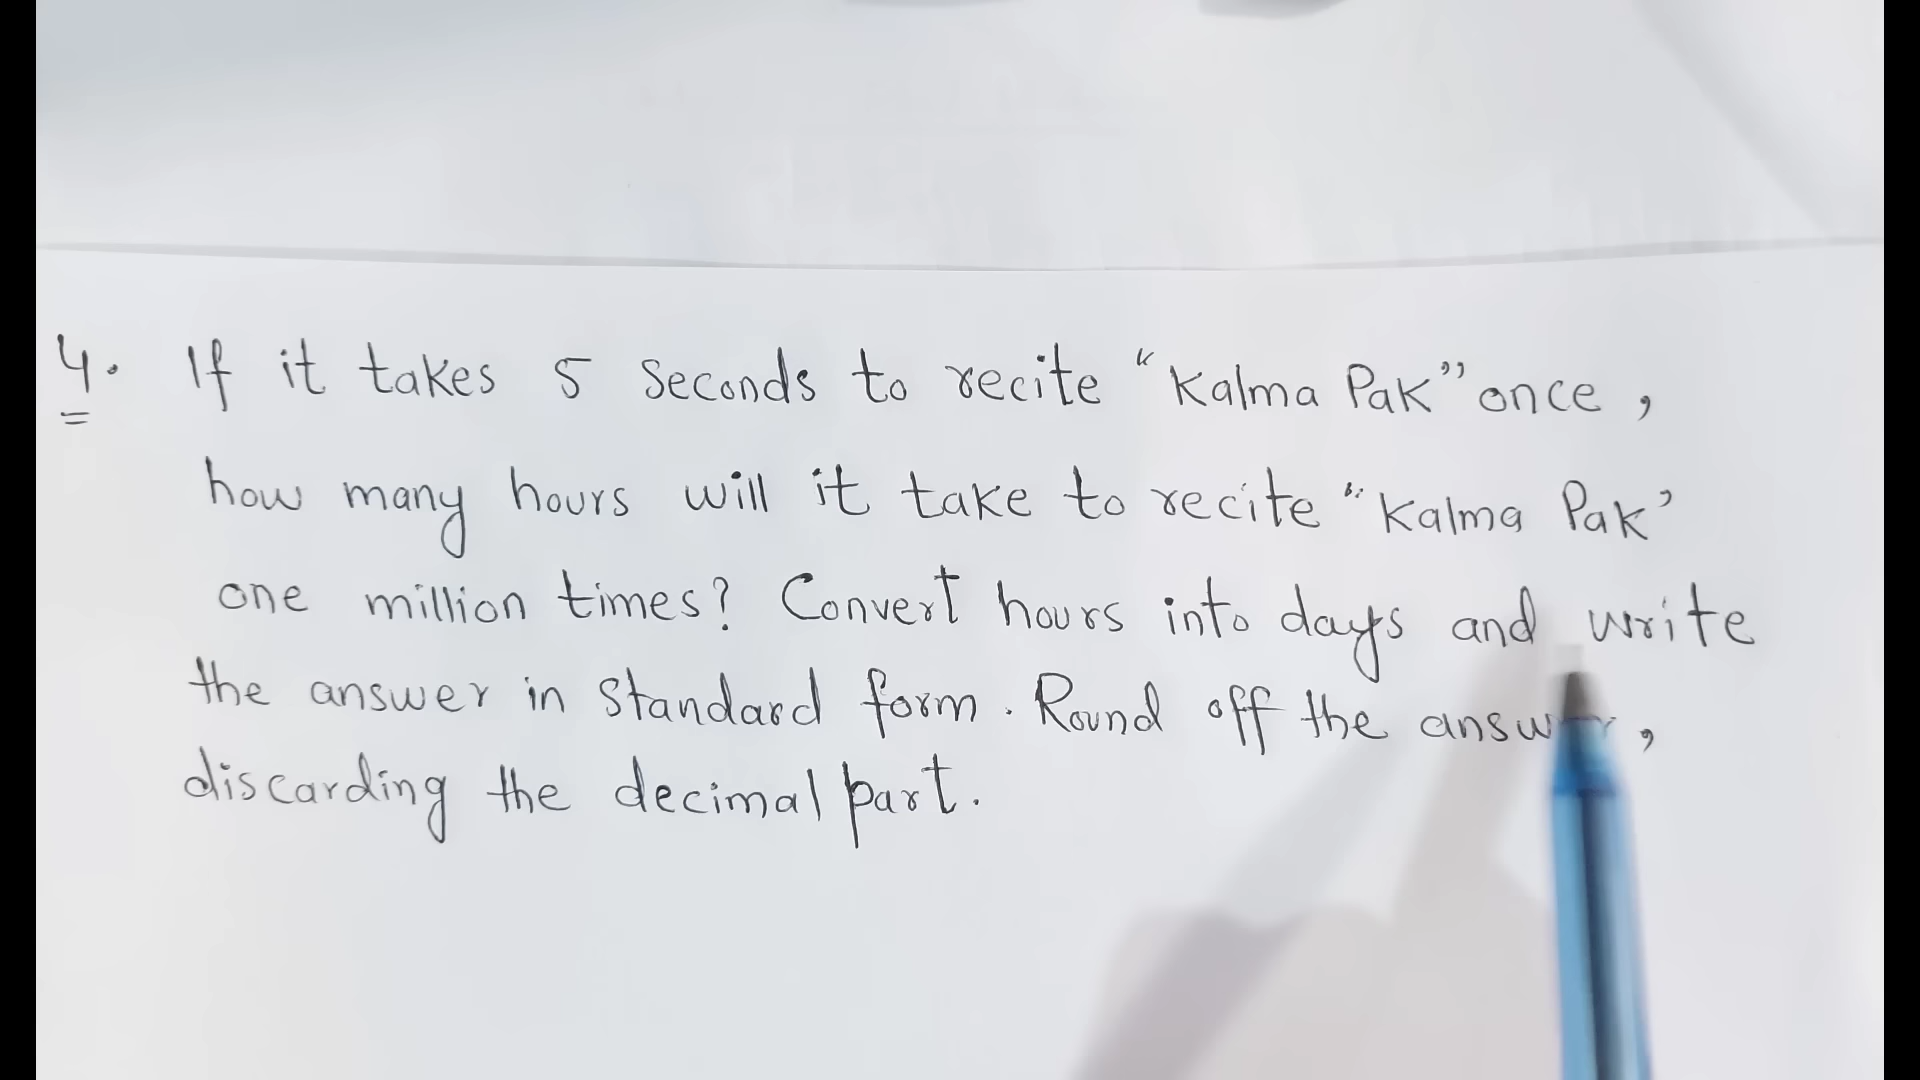 4. If it takes 5 seconds to recite "Kalma Pak" once,
how many hours will it take to recite "Kalma Pak'
one million times? Convert hours into days and write
the answer in standard form. Round off the answer,
discarding the decimal part.